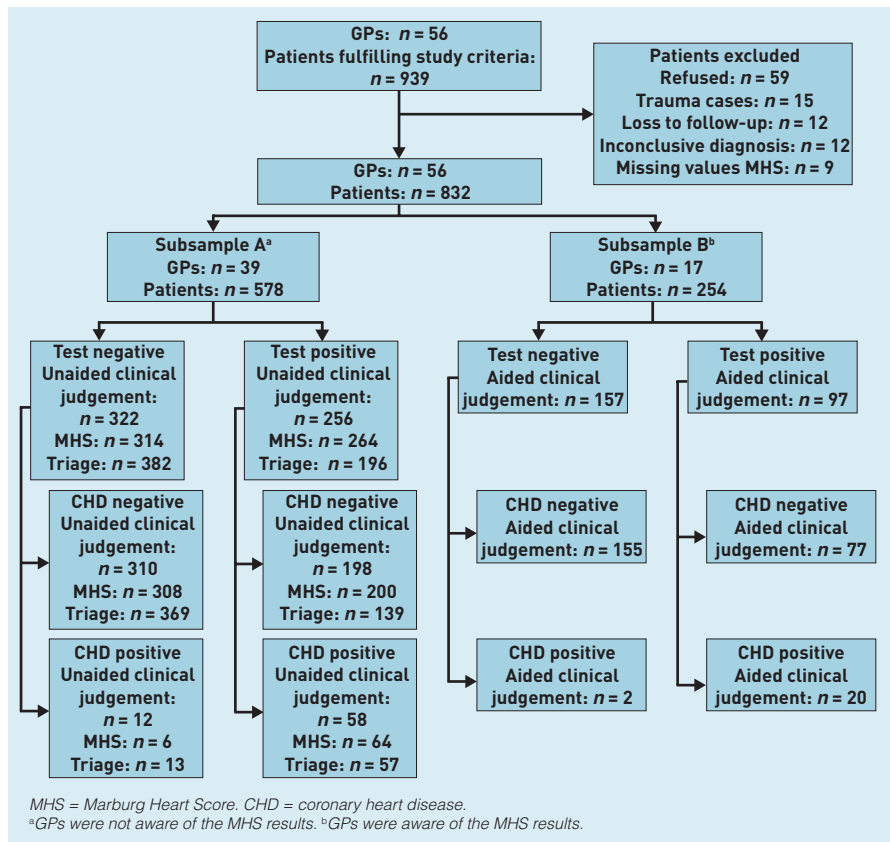 GPs: n = 56
Patients fulfilling study criteria:
n = 939
Patients excluded
Refused: n = 59
Trauma cases: n = 15
Loss to follow-up: n = 12
Inconclusive diagnosis: n = 12
Missing values MHS: n = 9
GPs: n = 56
Patients: n = 832
Subsample Aᵃ
GPs: n = 39
Patients: n = 578
Subsample Bᵇ
GPs: n = 17
Patients: n = 254
Test negative
Unaided clinical
judgement:
n = 322
MHS: n = 314
Triage: n = 382
Test positive
Unaided clinical
judgement:
n = 256
MHS: n = 264
Triage: n = 196
Test negative
Aided clinical
judgement: n = 157
Test positive
Aided clinical
judgement: n = 97
CHD negative
Unaided clinical
judgement:
n = 310
MHS: n = 308
Triage: n = 369
CHD negative
Unaided clinical
judgement:
n = 198
MHS: n = 200
Triage: n = 139
CHD negative
Aided clinical
judgement: n = 155
CHD negative
Aided clinical
judgement: n = 77
CHD positive
Unaided clinical
judgement:
n = 12
MHS: n = 6
Triage: n = 13
CHD positive
Unaided clinical
judgement:
n = 58
MHS: n = 64
Triage: n = 57
CHD positive
Aided clinical
judgement: n = 2
CHD positive
Aided clinical
judgement: n = 20
MHS = Marburg Heart Score. CHD = coronary heart disease.
ᵃGPs were not aware of the MHS results. ᵇGPs were aware of the MHS results.